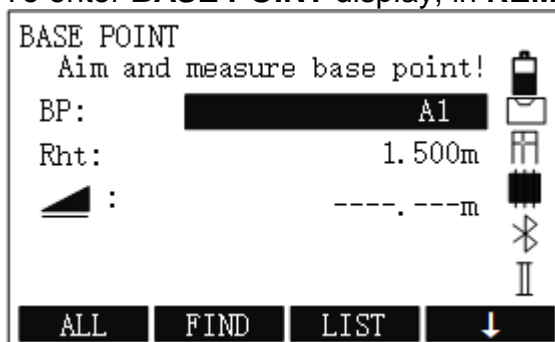 To enter BASE POINT display, in REM
BASE POINT
Aim and measure base point!
BP: A1
Rht: 1.500m
: ----.---m
ALL FIND LIST ↓